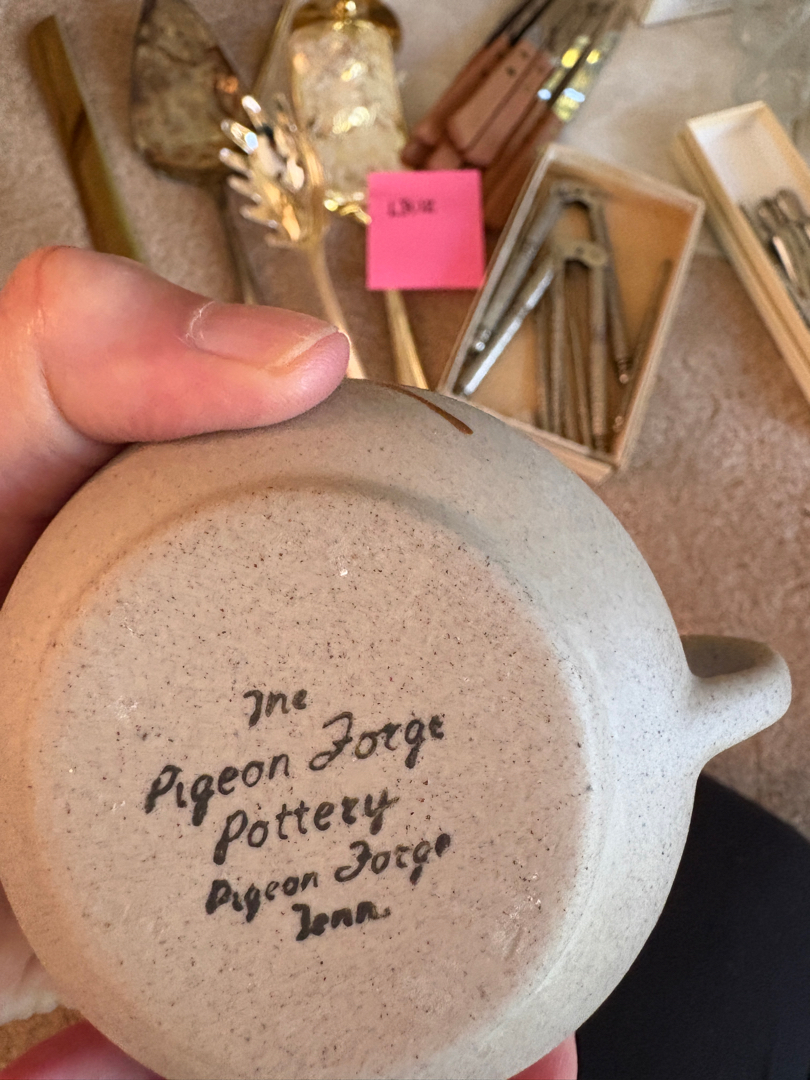 The
Pigeon Forge
Pottery
Pigeon Forge
Tenn.